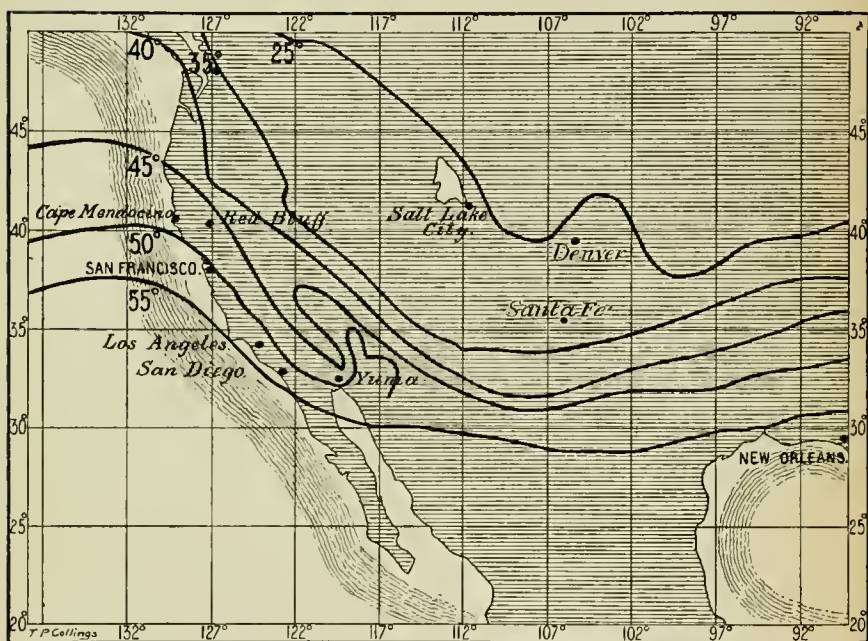 132° 127° 122° 117° 112° 107° 102° 97° 92°
40° 35° 25°
45° 45°
45°
Cape Mendocino. Red Bluff.
40° 40°
Salt Lake City.
50°
Denver
SAN FRANCISCO.
55°
Santa Fe
35° 35°
Los Angeles.
San Diego.
Yuma
30° 30°
NEW ORLEANS.
25° 25°
20° 20°
T P Collings
132° 127° 122° 117° 112° 107° 102° 97° 92°